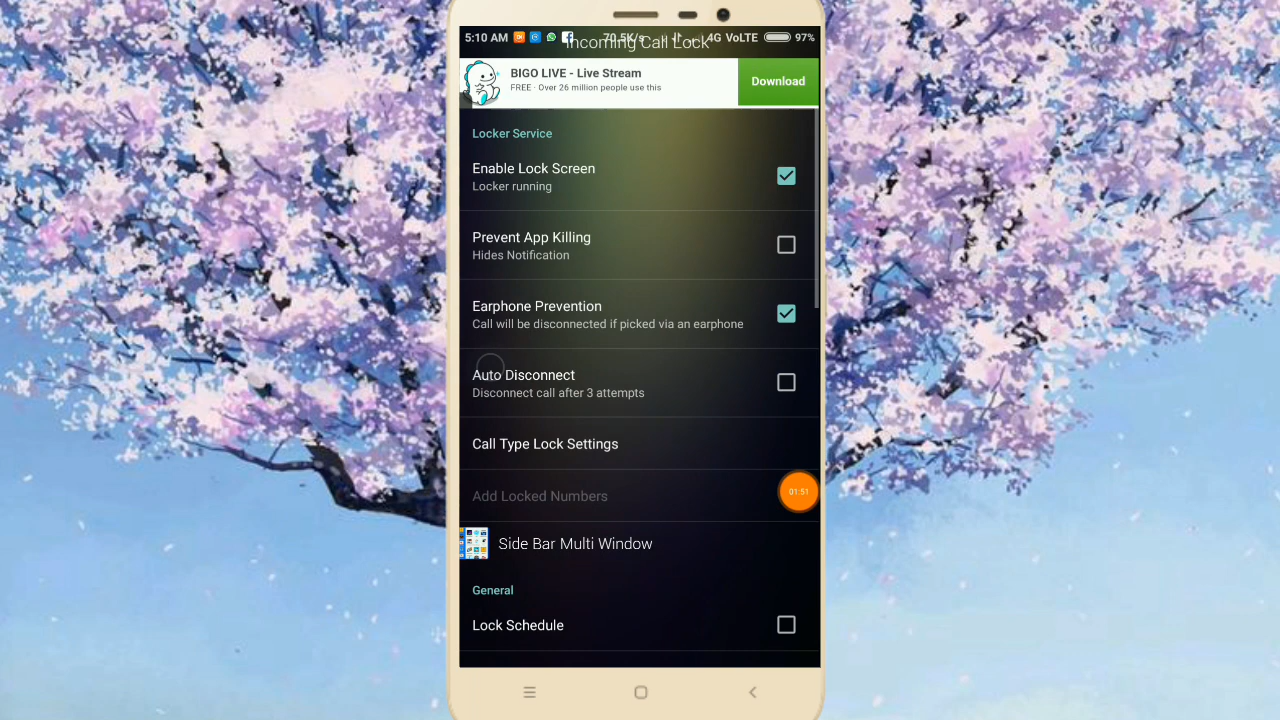 5:10 AM 70.5K/s 4G VoLTE 97%
Incoming Call Lock
BIGO LIVE - Live Stream
FREE · Over 26 million people use this
Download
Locker Service
Enable Lock Screen
Locker running
Prevent App Killing
Hides Notification
Earphone Prevention
Call will be disconnected if picked via an earphone
Auto Disconnect
Disconnect call after 3 attempts
Call Type Lock Settings
Add Locked Numbers
01:51
Side Bar Multi Window
General
Lock Schedule